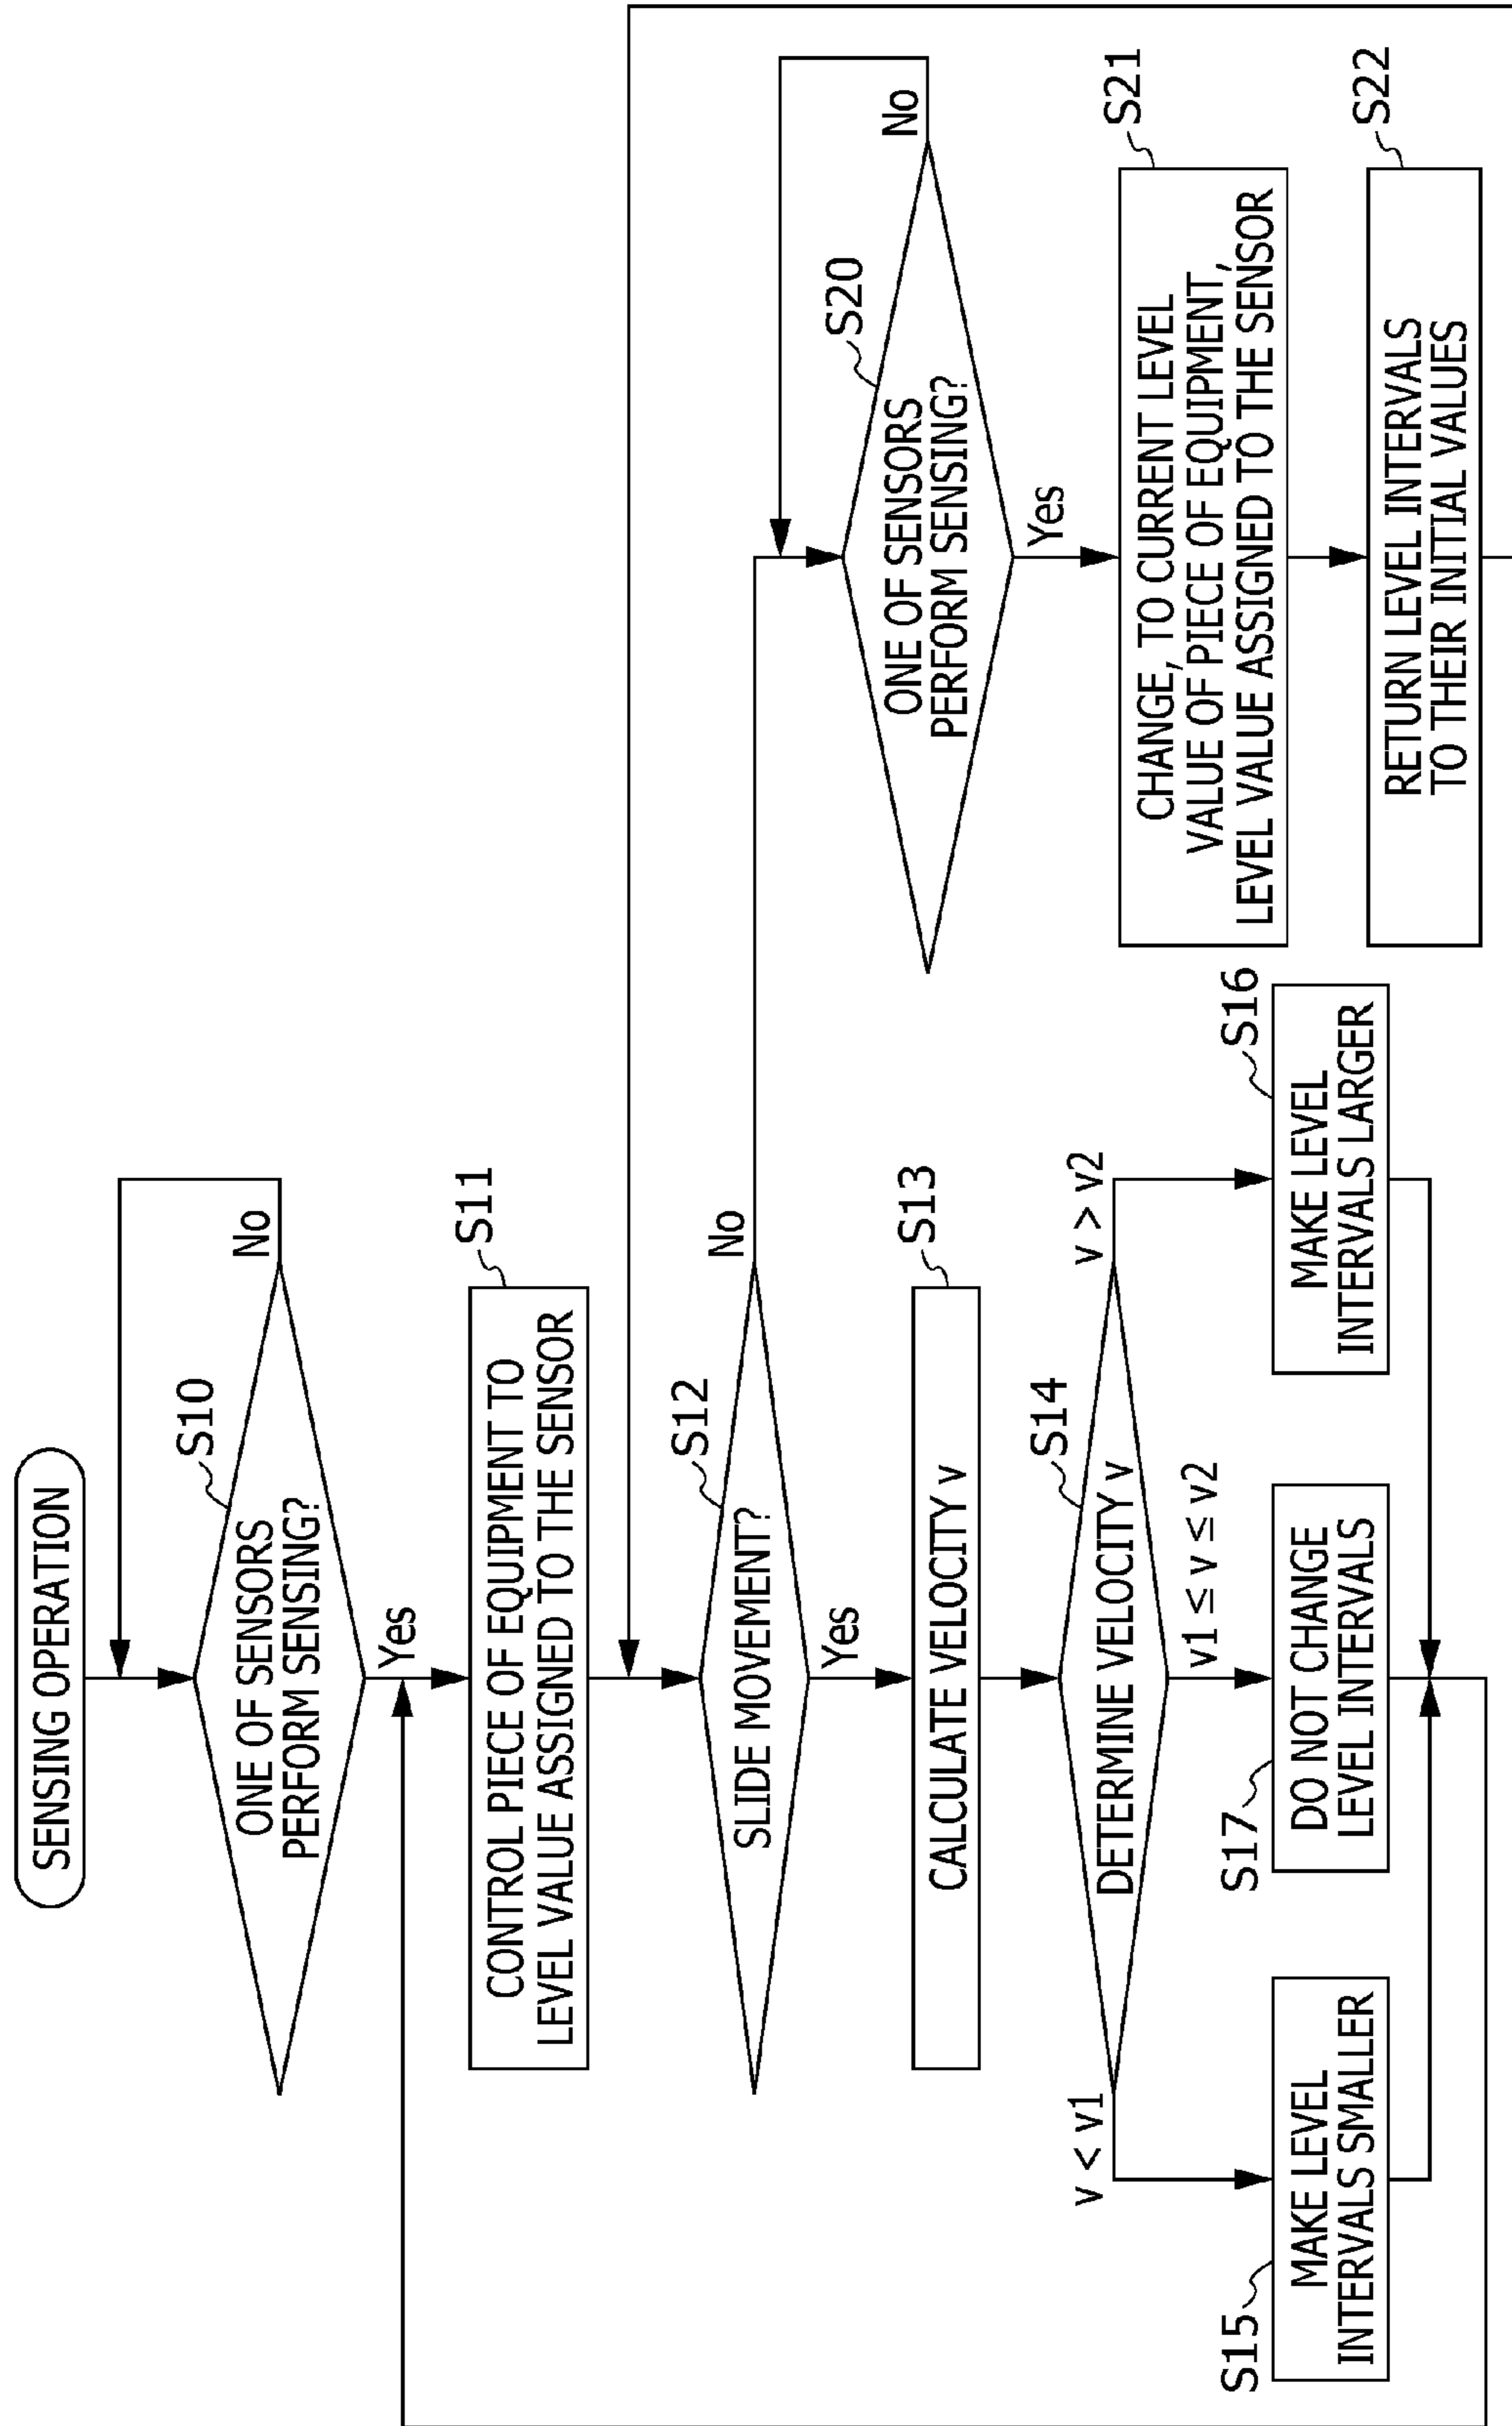 SENSING OPERATION
S10
ONE OF SENSORS
PERFORM SENSING?
No
Yes
S11
CONTROL PIECE OF EQUIPMENT TO
LEVEL VALUE ASSIGNED TO THE SENSOR
S12
SLIDE MOVEMENT?
No
Yes
S13
CALCULATE VELOCITY v
S14
DETERMINE VELOCITY v
v < v1
v1 ≤ v ≤ v2
v > v2
S15
MAKE LEVEL
INTERVALS SMALLER
S17
DO NOT CHANGE
LEVEL INTERVALS
S16
MAKE LEVEL
INTERVALS LARGER
S20
ONE OF SENSORS
PERFORM SENSING?
No
Yes
S21
CHANGE, TO CURRENT LEVEL
VALUE OF PIECE OF EQUIPMENT,
LEVEL VALUE ASSIGNED TO THE SENSOR
S22
RETURN LEVEL INTERVALS
TO THEIR INITIAL VALUES